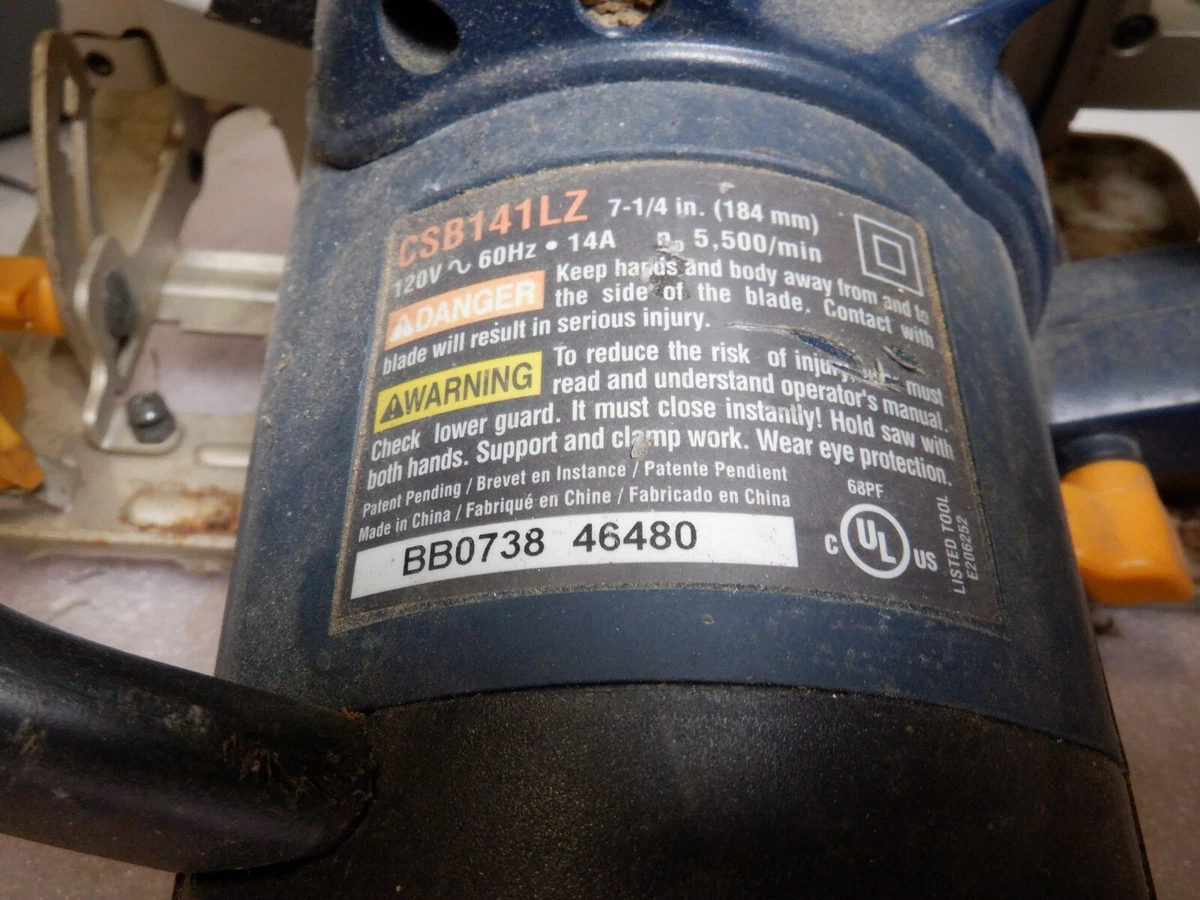 CSB141LZ 7-1/4 in. (184 mm)
120V ~ 60Hz • 14A n₀ 5,500/min
⚠DANGER Keep hands and body away from and to
the side of the blade. Contact with
blade will result in serious injury.
⚠WARNING To reduce the risk of injury, must
read and understand operator's manual.
Check lower guard. It must close instantly! Hold saw with
both hands. Support and clamp work. Wear eye protection.
Patent Pending / Brevet en Instance / Patente Pendient
Made in China / Fabriqué en Chine / Fabricado en China
BB0738 46480
68PF
C UL US
LISTED TOOL
E206252